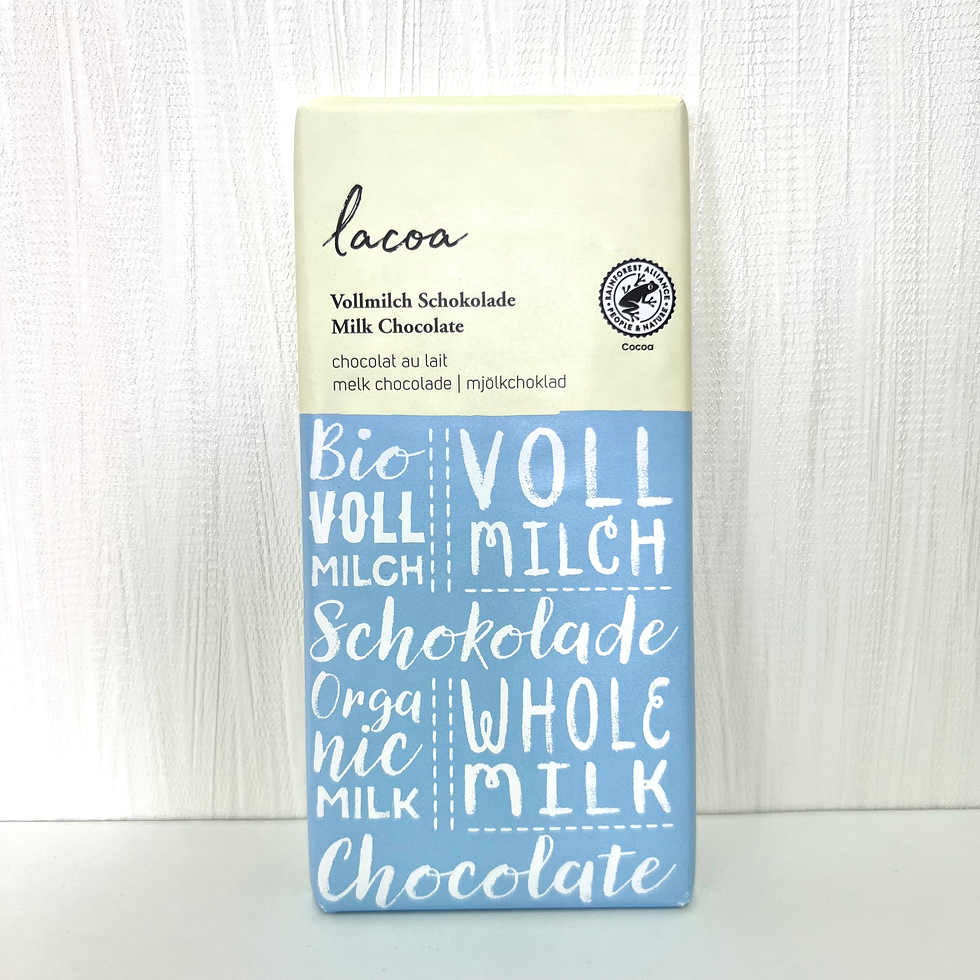 lacoa
Vollmilch Schokolade
Milk Chocolate
chocolat au lait
melk chocolade | mjölkchoklad
RAINFOREST ALLIANCE
PEOPLE & NATURE
Cocoa
Bio
VOLL
MILCH
VOLL
MILCH
Schokolade
Orga
nic
MILK
WHOLE
MILK
Chocolate